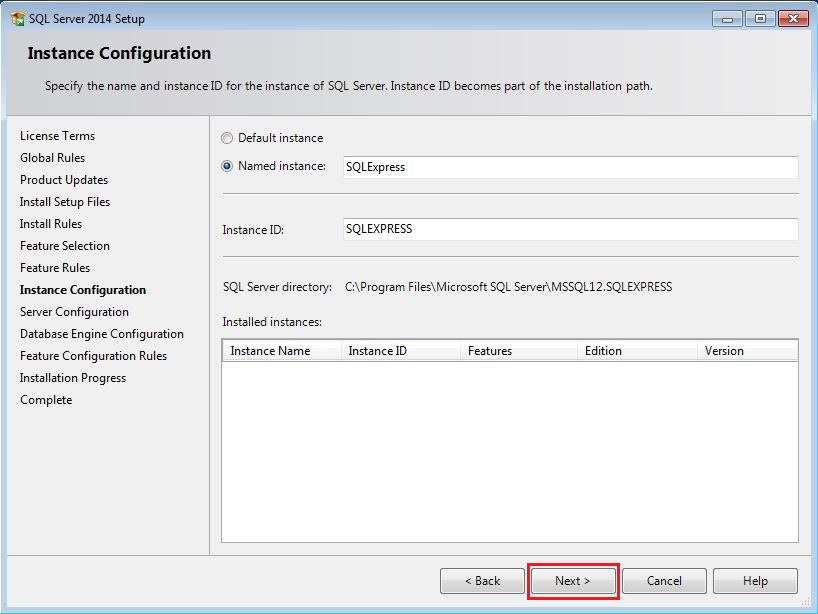 SQL Server 2014 Setup
Instance Configuration
Specify the name and instance ID for the instance of SQL Server. Instance ID becomes part of the installation path.
License Terms
Global Rules
Product Updates
Install Setup Files
Install Rules
Feature Selection
Feature Rules
Instance Configuration
Server Configuration
Database Engine Configuration
Feature Configuration Rules
Installation Progress
Complete
Default instance
Named instance: SQLExpress
Instance ID: SQLEXPRESS
SQL Server directory: C:\Program Files\Microsoft SQL Server\MSSQL12.SQLEXPRESS
Installed instances:
Instance Name Instance ID Features Edition Version
< Back Next > Cancel Help